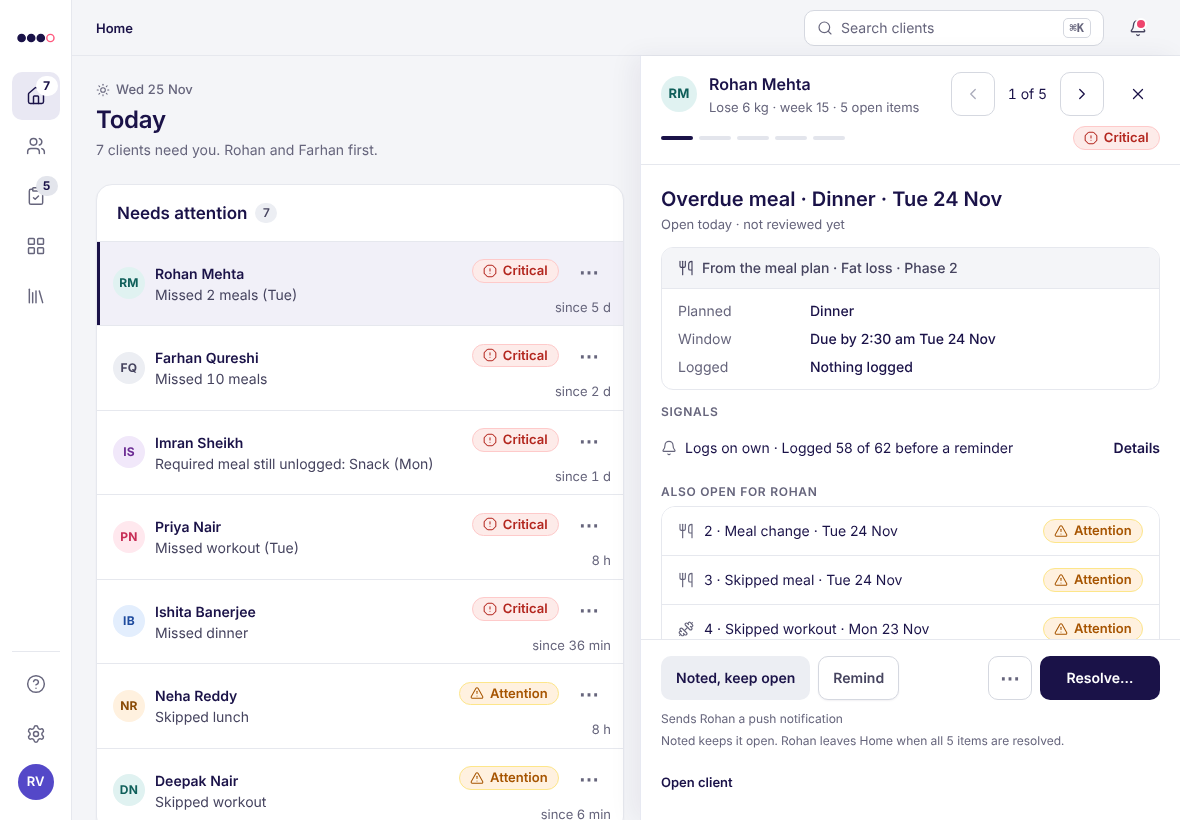 Home
Search clients
⌘K
7
5
RV
Wed 25 Nov
Today
7 clients need you. Rohan and Farhan first.
Needs attention 7
RM
Rohan Mehta
Missed 2 meals (Tue)
Critical
since 5 d
FQ
Farhan Qureshi
Missed 10 meals
Critical
since 2 d
IS
Imran Sheikh
Required meal still unlogged: Snack (Mon)
Critical
since 1 d
PN
Priya Nair
Missed workout (Tue)
Critical
8 h
IB
Ishita Banerjee
Missed dinner
Critical
since 36 min
NR
Neha Reddy
Skipped lunch
Attention
8 h
DN
Deepak Nair
Skipped workout
Attention
since 6 min
RM
Rohan Mehta
Lose 6 kg · week 15 · 5 open items
1 of 5
Critical
Overdue meal · Dinner · Tue 24 Nov
Open today · not reviewed yet
From the meal plan · Fat loss · Phase 2
Planned Dinner
Window Due by 2:30 am Tue 24 Nov
Logged Nothing logged
SIGNALS
Logs on own · Logged 58 of 62 before a reminder Details
ALSO OPEN FOR ROHAN
2 · Meal change · Tue 24 Nov Attention
3 · Skipped meal · Tue 24 Nov Attention
4 · Skipped workout · Mon 23 Nov Attention
Noted, keep open Remind ··· Resolve...
Sends Rohan a push notification
Noted keeps it open. Rohan leaves Home when all 5 items are resolved.
Open client